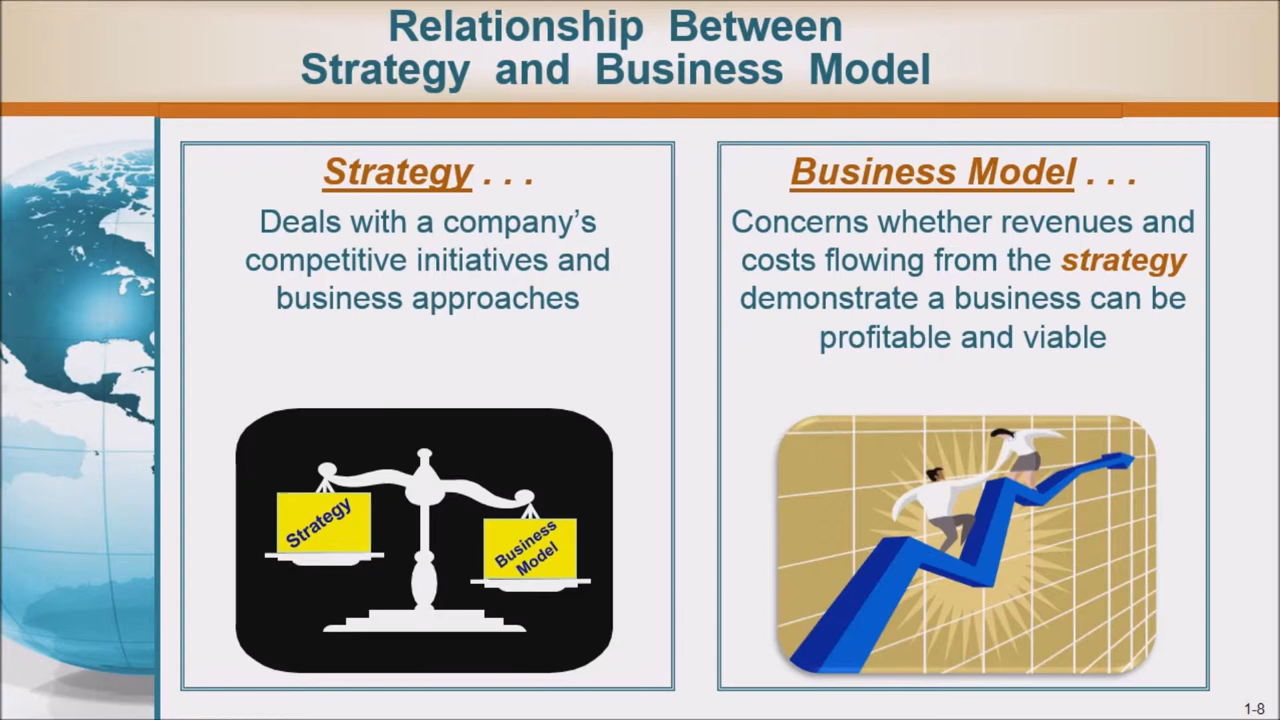 Relationship Between
Strategy and Business Model
Strategy . . .
Deals with a company’s
competitive initiatives and
business approaches
Strategy
Business
Model
Business Model . . .
Concerns whether revenues and
costs flowing from the strategy
demonstrate a business can be
profitable and viable
1-8